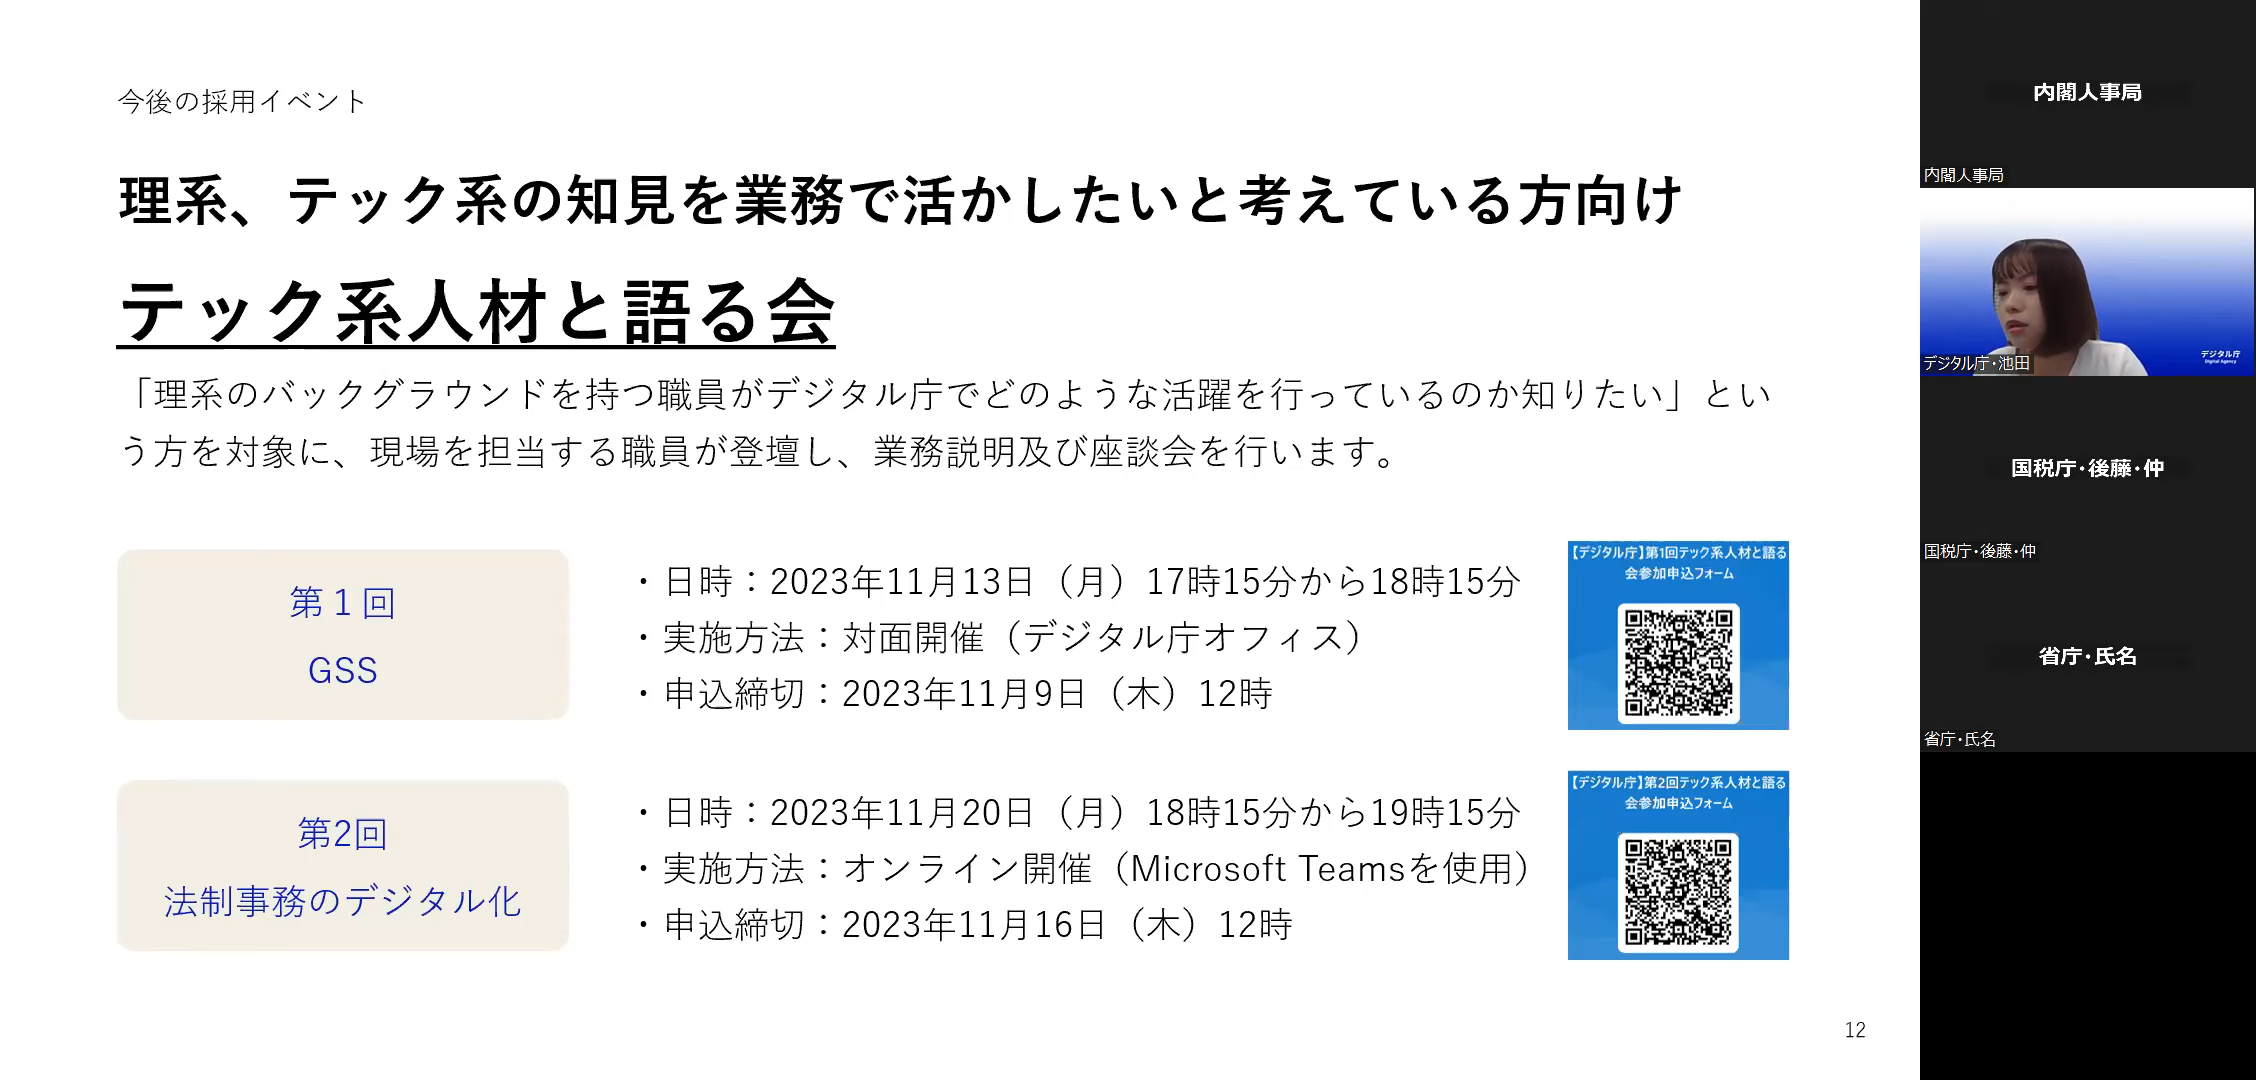 今後の採用イベント
理系、テック系の知見を業務で活かしたいと考えている方向け
テック系人材と語る会
「理系のバックグラウンドを持つ職員がデジタル庁でどのような活躍を行っているのか知りたい」とい
う方を対象に、現場を担当する職員が登壇し、業務説明及び座談会を行います。
第１回
GSS
・日時：2023年11月13日（月）17時15分から18時15分
・実施方法：対面開催（デジタル庁オフィス）
・申込締切：2023年11月9日（木）12時
【デジタル庁】第1回テック系人材と語る
会参加申込フォーム
第2回
法制事務のデジタル化
・日時：2023年11月20日（月）18時15分から19時15分
・実施方法：オンライン開催（Microsoft Teamsを使用）
・申込締切：2023年11月16日（木）12時
【デジタル庁】第2回テック系人材と語る
会参加申込フォーム
12
内閣人事局
内閣人事局
デジタル庁
Digital Agency
デジタル庁・池田
国税庁・後藤・仲
国税庁・後藤・仲
省庁・氏名
省庁・氏名